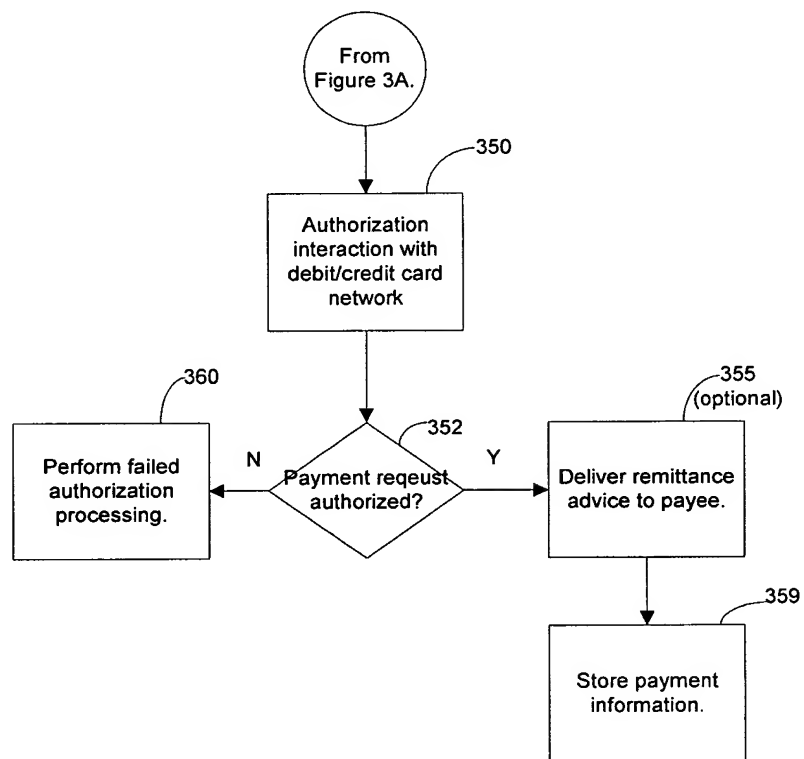 From
Figure 3A.
350
Authorization
interaction with
debit/credit card
network
360
352
355
(optional)
N
Y
Perform failed
authorization
processing.
Payment reqeust
authorized?
Deliver remittance
advice to payee.
359
Store payment
information.